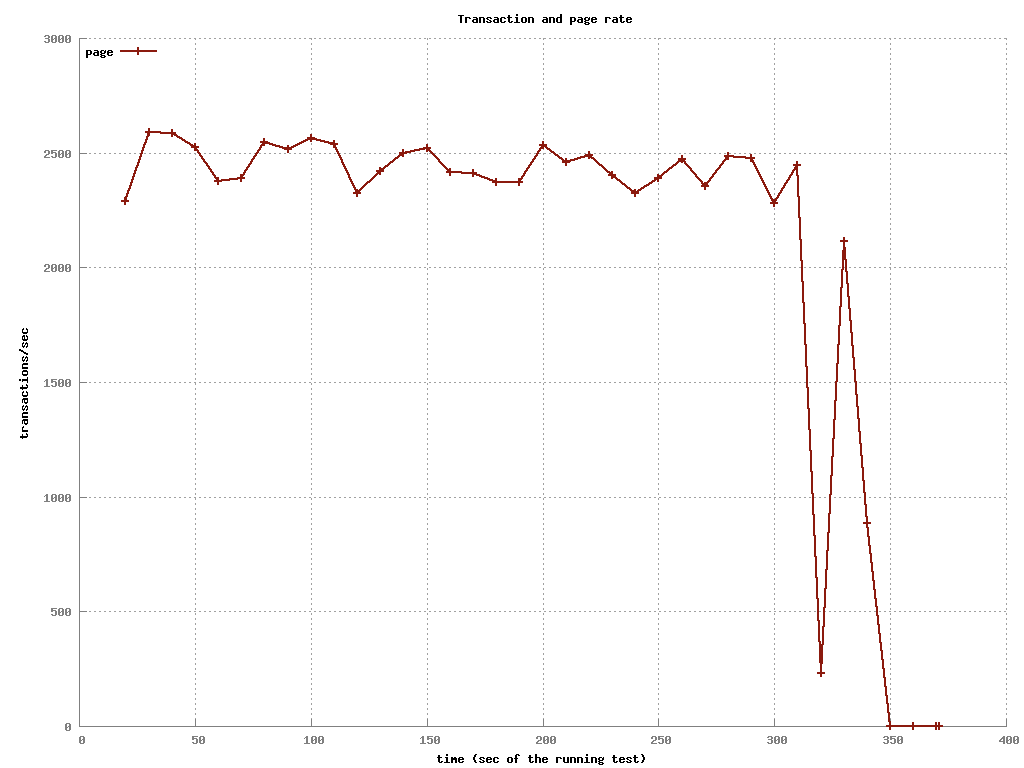 Transaction and page rate
page
3000
2500
2000
1500
1000
500
0
transactions/sec
0 50 100 150 200 250 300 350 400
time (sec of the running test)